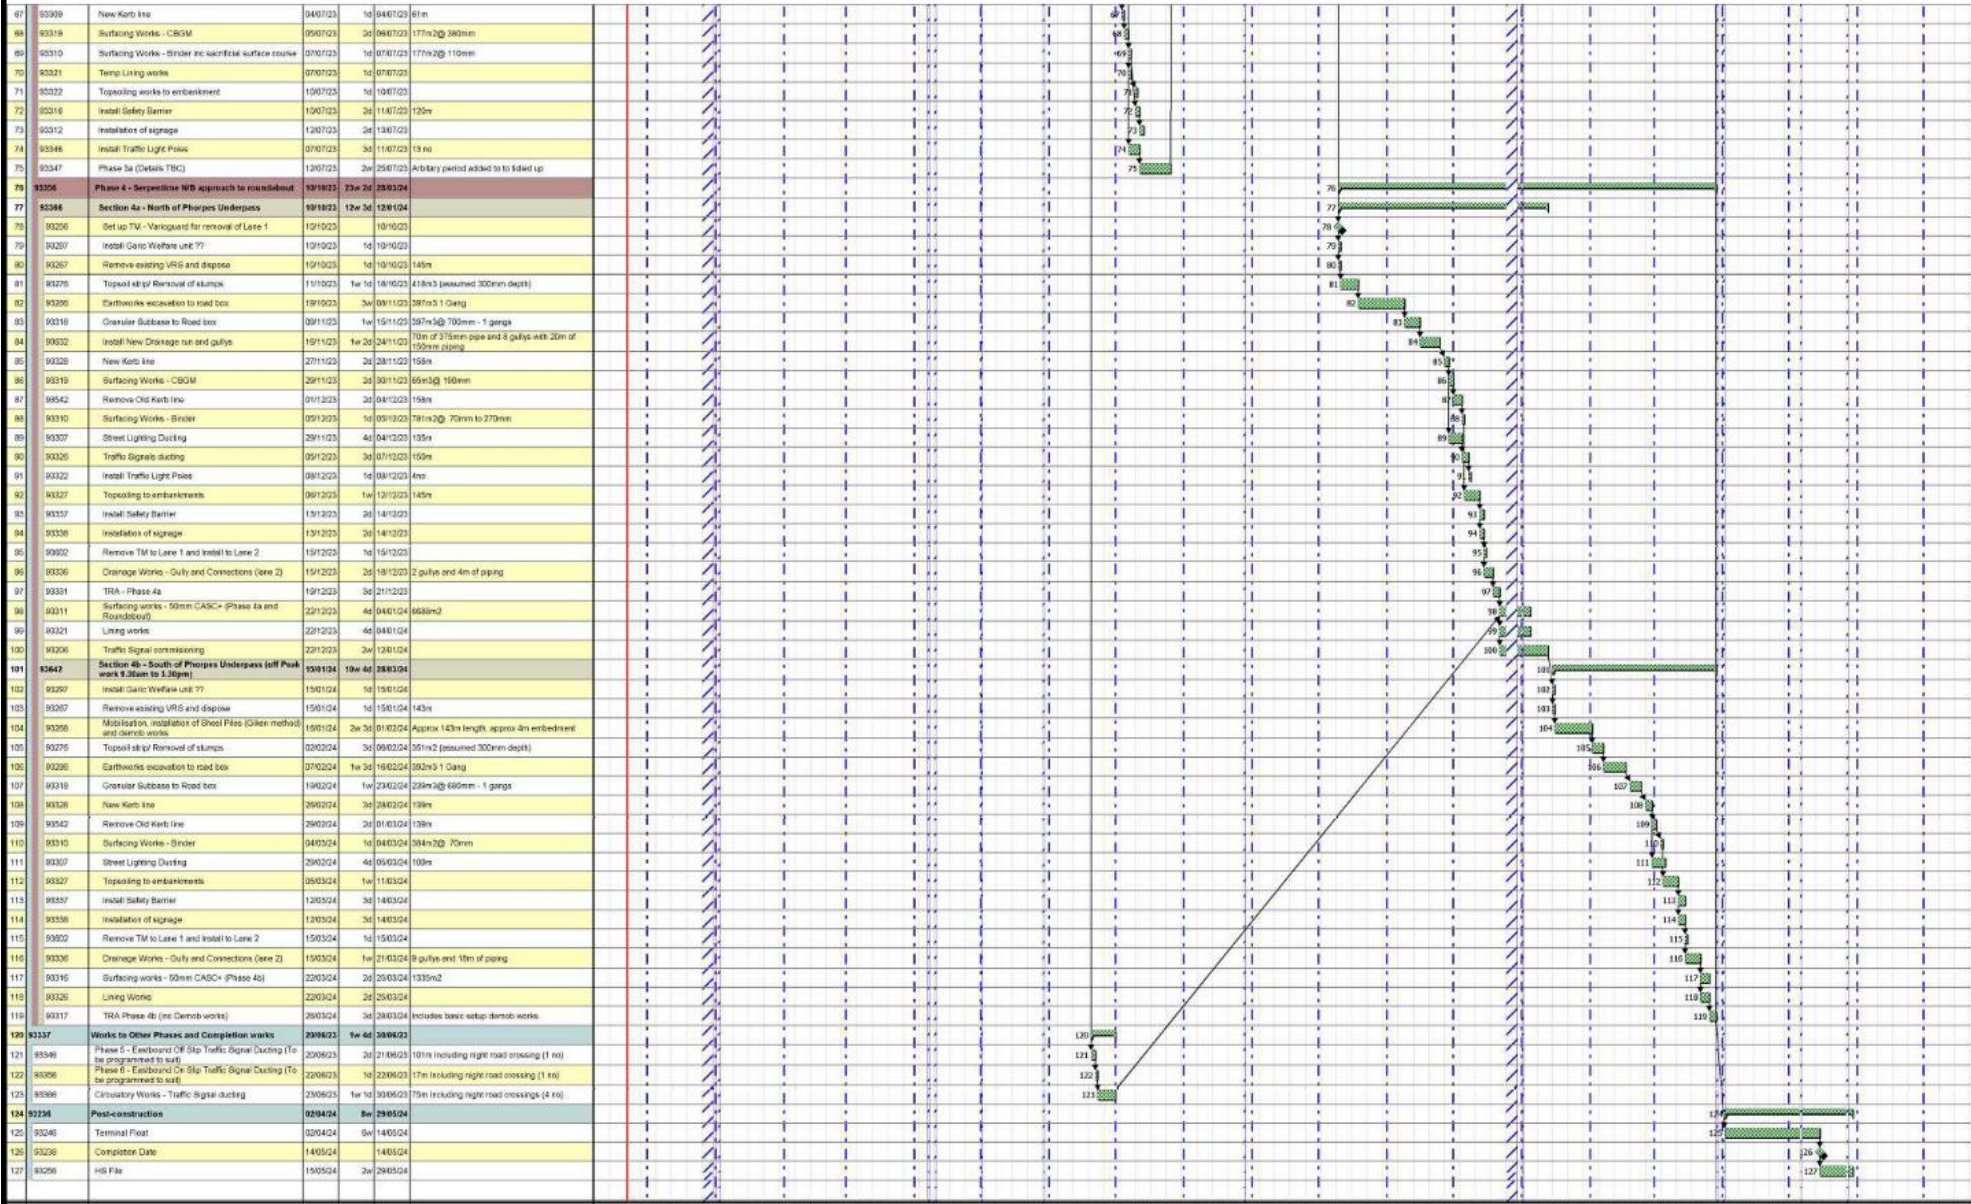 67 93309 New Kerb line 04/07/23 1d 04/07/23 61m
68 93319 Surfacing Works - CBGM 05/07/23 2d 06/07/23 177m2@ 380mm
69 93310 Surfacing Works - Binder inc sacrificial surface course 07/07/23 1d 07/07/23 177m2@ 110mm
70 93321 Temp Lining works 07/07/23 1d 07/07/23
71 93322 Topsoiling works to embankment 10/07/23 1d 10/07/23
72 93316 Install Safety Barrier 10/07/23 2d 11/07/23 120m
73 93312 Installation of signage 12/07/23 2d 13/07/23
74 93346 Install Traffic Light Poles 07/07/23 3d 11/07/23 13 no
75 93347 Phase 3a (Details TBC) 12/07/23 2w 25/07/23 Arbitary period added to to tidied up
76 93356 Phase 4 - Serpentime N/B approach to roundabout 10/10/23 23w 2d 28/03/24
77 93366 Section 4a - North of Phorpes Underpass 10/10/23 12w 3d 12/01/24
78 93256 Set up TM - Varioguard for removal of Lane 1 10/10/23 10/10/23
79 93297 Install Garic Welfare unit ?? 10/10/23 1d 10/10/23
80 93267 Remove existing VRS and dispose 10/10/23 1d 10/10/23 145m
81 93276 Topsoil strip/ Removal of stumps 11/10/23 1w 1d 18/10/23 418m3 (assumed 300mm depth)
82 93286 Earthworks excavation to road box 19/10/23 3w 08/11/23 397m3 1 Gang
83 93318 Granular Subbase to Road box 09/11/23 1w 15/11/23 397m3@ 700mm - 1 gangs
84 93632 Install New Drainage run and gullys 16/11/23 1w 2d 24/11/23 70m of 375mm pipe and 8 gullys with 20m of
150mm piping
85 93328 New Kerb line 27/11/23 2d 28/11/23 158m
86 93319 Surfacing Works - CBGM 29/11/23 2d 30/11/23 65m3@ 160mm
87 93542 Remove Old Kerb line 01/12/23 2d 04/12/23 158m
88 93310 Surfacing Works - Binder 05/12/23 1d 05/12/23 781m2@ 70mm to 270mm
89 93307 Street Lighting Ducting 29/11/23 4d 04/12/23 135m
90 93326 Traffic Signals ducting 05/12/23 3d 07/12/23 150m
91 93322 Install Traffic Light Poles 08/12/23 1d 08/12/23 4no
92 93327 Topsoiling to embankments 06/12/23 1w 12/12/23 145m
93 93337 Install Safety Barrier 13/12/23 2d 14/12/23
94 93338 Installation of signage 13/12/23 2d 14/12/23
95 93602 Remove TM to Lane 1 and Install to Lane 2 15/12/23 1d 15/12/23
96 93336 Drainage Works - Gully and Connections (lane 2) 15/12/23 2d 18/12/23 2 gullys and 4m of piping
97 93331 TRA - Phase 4a 19/12/23 3d 21/12/23
98 93311 Surfacing works - 50mm CASC+ (Phase 4a and
Roundabout) 22/12/23 4d 04/01/24 6688m2
99 93321 Lining works 22/12/23 4d 04/01/24
100 93206 Traffic Signal commisioning 22/12/23 2w 12/01/24
101 93642 Section 4b - South of Phorpes Underpass (off Peak
work 9.30am to 3.30pm) 15/01/24 10w 4d 28/03/24
102 93297 Install Garic Welfare unit ?? 15/01/24 1d 15/01/24
103 93267 Remove existing VRS and dispose 15/01/24 1d 15/01/24 143m
104 93266 Mobilisation, installation of Sheel Piles (Giken method)
and demob works 16/01/24 2w 3d 01/02/24 Approx 143m length, approx 4m embedment
105 93276 Topsoil strip/ Removal of stumps 02/02/24 3d 06/02/24 351m2 (assumed 300mm depth)
106 93286 Earthworks excavation to road box 07/02/24 1w 3d 16/02/24 392m3 1 Gang
107 93318 Granular Subbase to Road box 19/02/24 1w 23/02/24 239m3@ 680mm - 1 gangs
108 93328 New Kerb line 26/02/24 3d 28/02/24 139m
109 93542 Remove Old Kerb line 29/02/24 2d 01/03/24 139m
110 93310 Surfacing Works - Binder 04/03/24 1d 04/03/24 384m2@ 70mm
111 93307 Street Lighting Ducting 29/02/24 4d 05/03/24 100m
112 93327 Topsoiling to embankments 05/03/24 1w 11/03/24
113 93337 Install Safety Barrier 12/03/24 3d 14/03/24
114 93338 Installation of signage 12/03/24 3d 14/03/24
115 93602 Remove TM to Lane 1 and Install to Lane 2 15/03/24 1d 15/03/24
116 93336 Drainage Works - Gully and Connections (lane 2) 15/03/24 1w 21/03/24 9 gullys and 18m of piping
117 93316 Surfacing works - 50mm CASC+ (Phase 4b) 22/03/24 2d 25/03/24 1335m2
118 93326 Lining Works 22/03/24 2d 25/03/24
119 93317 TRA Phase 4b (inc Demob works) 26/03/24 3d 28/03/24 Includes basic setup demob works
120 93337 Works to Other Phases and Completion works 20/06/23 1w 4d 30/06/23
121 93346 Phase 5 - Eastbound Off Slip Traffic Signal Ducting (To
be programmed to suit) 20/06/23 2d 21/06/23 101m Including night road crossing (1 no)
122 93356 Phase 6 - Eastbound On Slip Traffic Signal Ducting (To
be programmed to suit) 22/06/23 1d 22/06/23 17m Including night road crossing (1 no)
123 93366 Circulatory Works - Traffic Signal ducting 23/06/23 1w 1d 30/06/23 75m Including night road crossings (4 no)
124 93236 Post-construction 02/04/24 8w 29/05/24
125 93246 Terminal Float 02/04/24 6w 14/05/24
126 93238 Completion Date 14/05/24 14/05/24
127 93256 HS File 15/05/24 2w 29/05/24